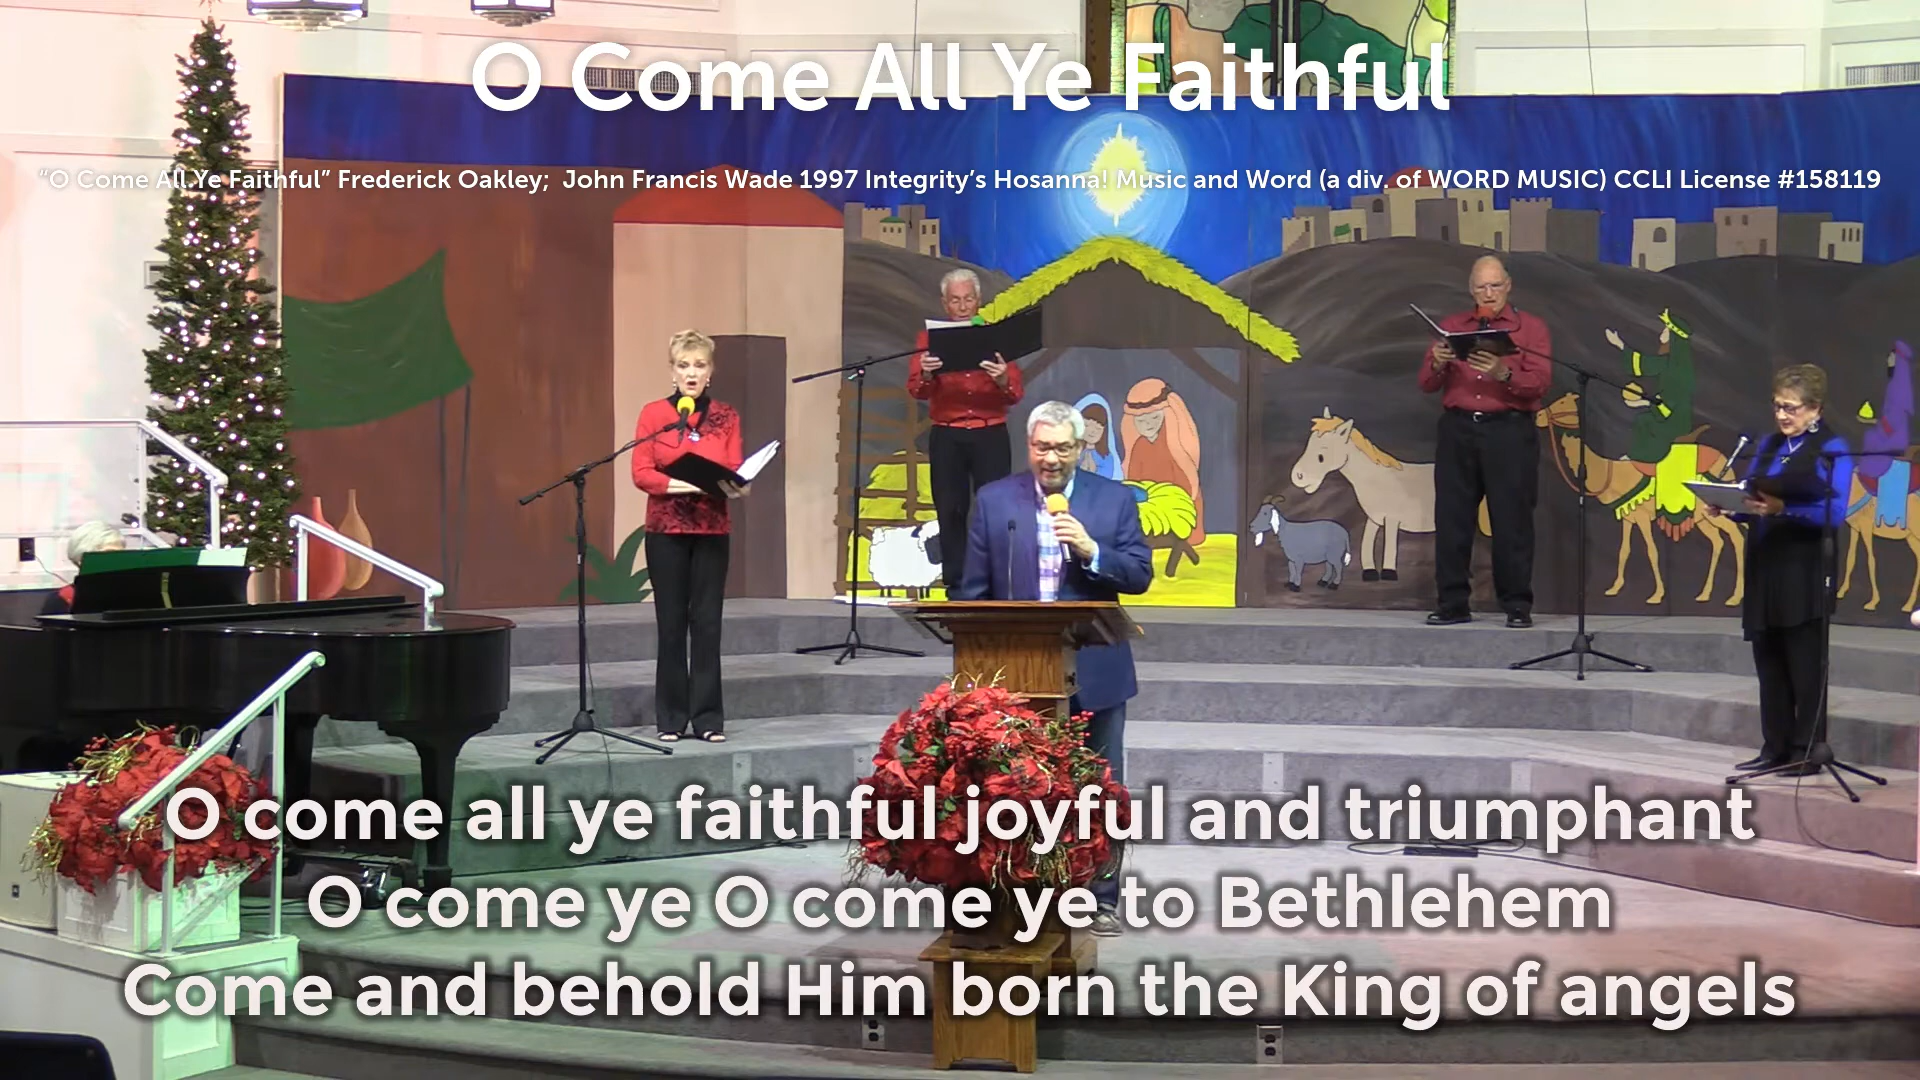 O Come All Ye Faithful
“O Come All Ye Faithful” Frederick Oakley;  John Francis Wade 1997 Integrity’s Hosanna! Music and Word (a div. of WORD MUSIC) CCLI License #158119
O come all ye faithful joyful and triumphant
O come ye O come ye to Bethlehem
Come and behold Him born the King of angels